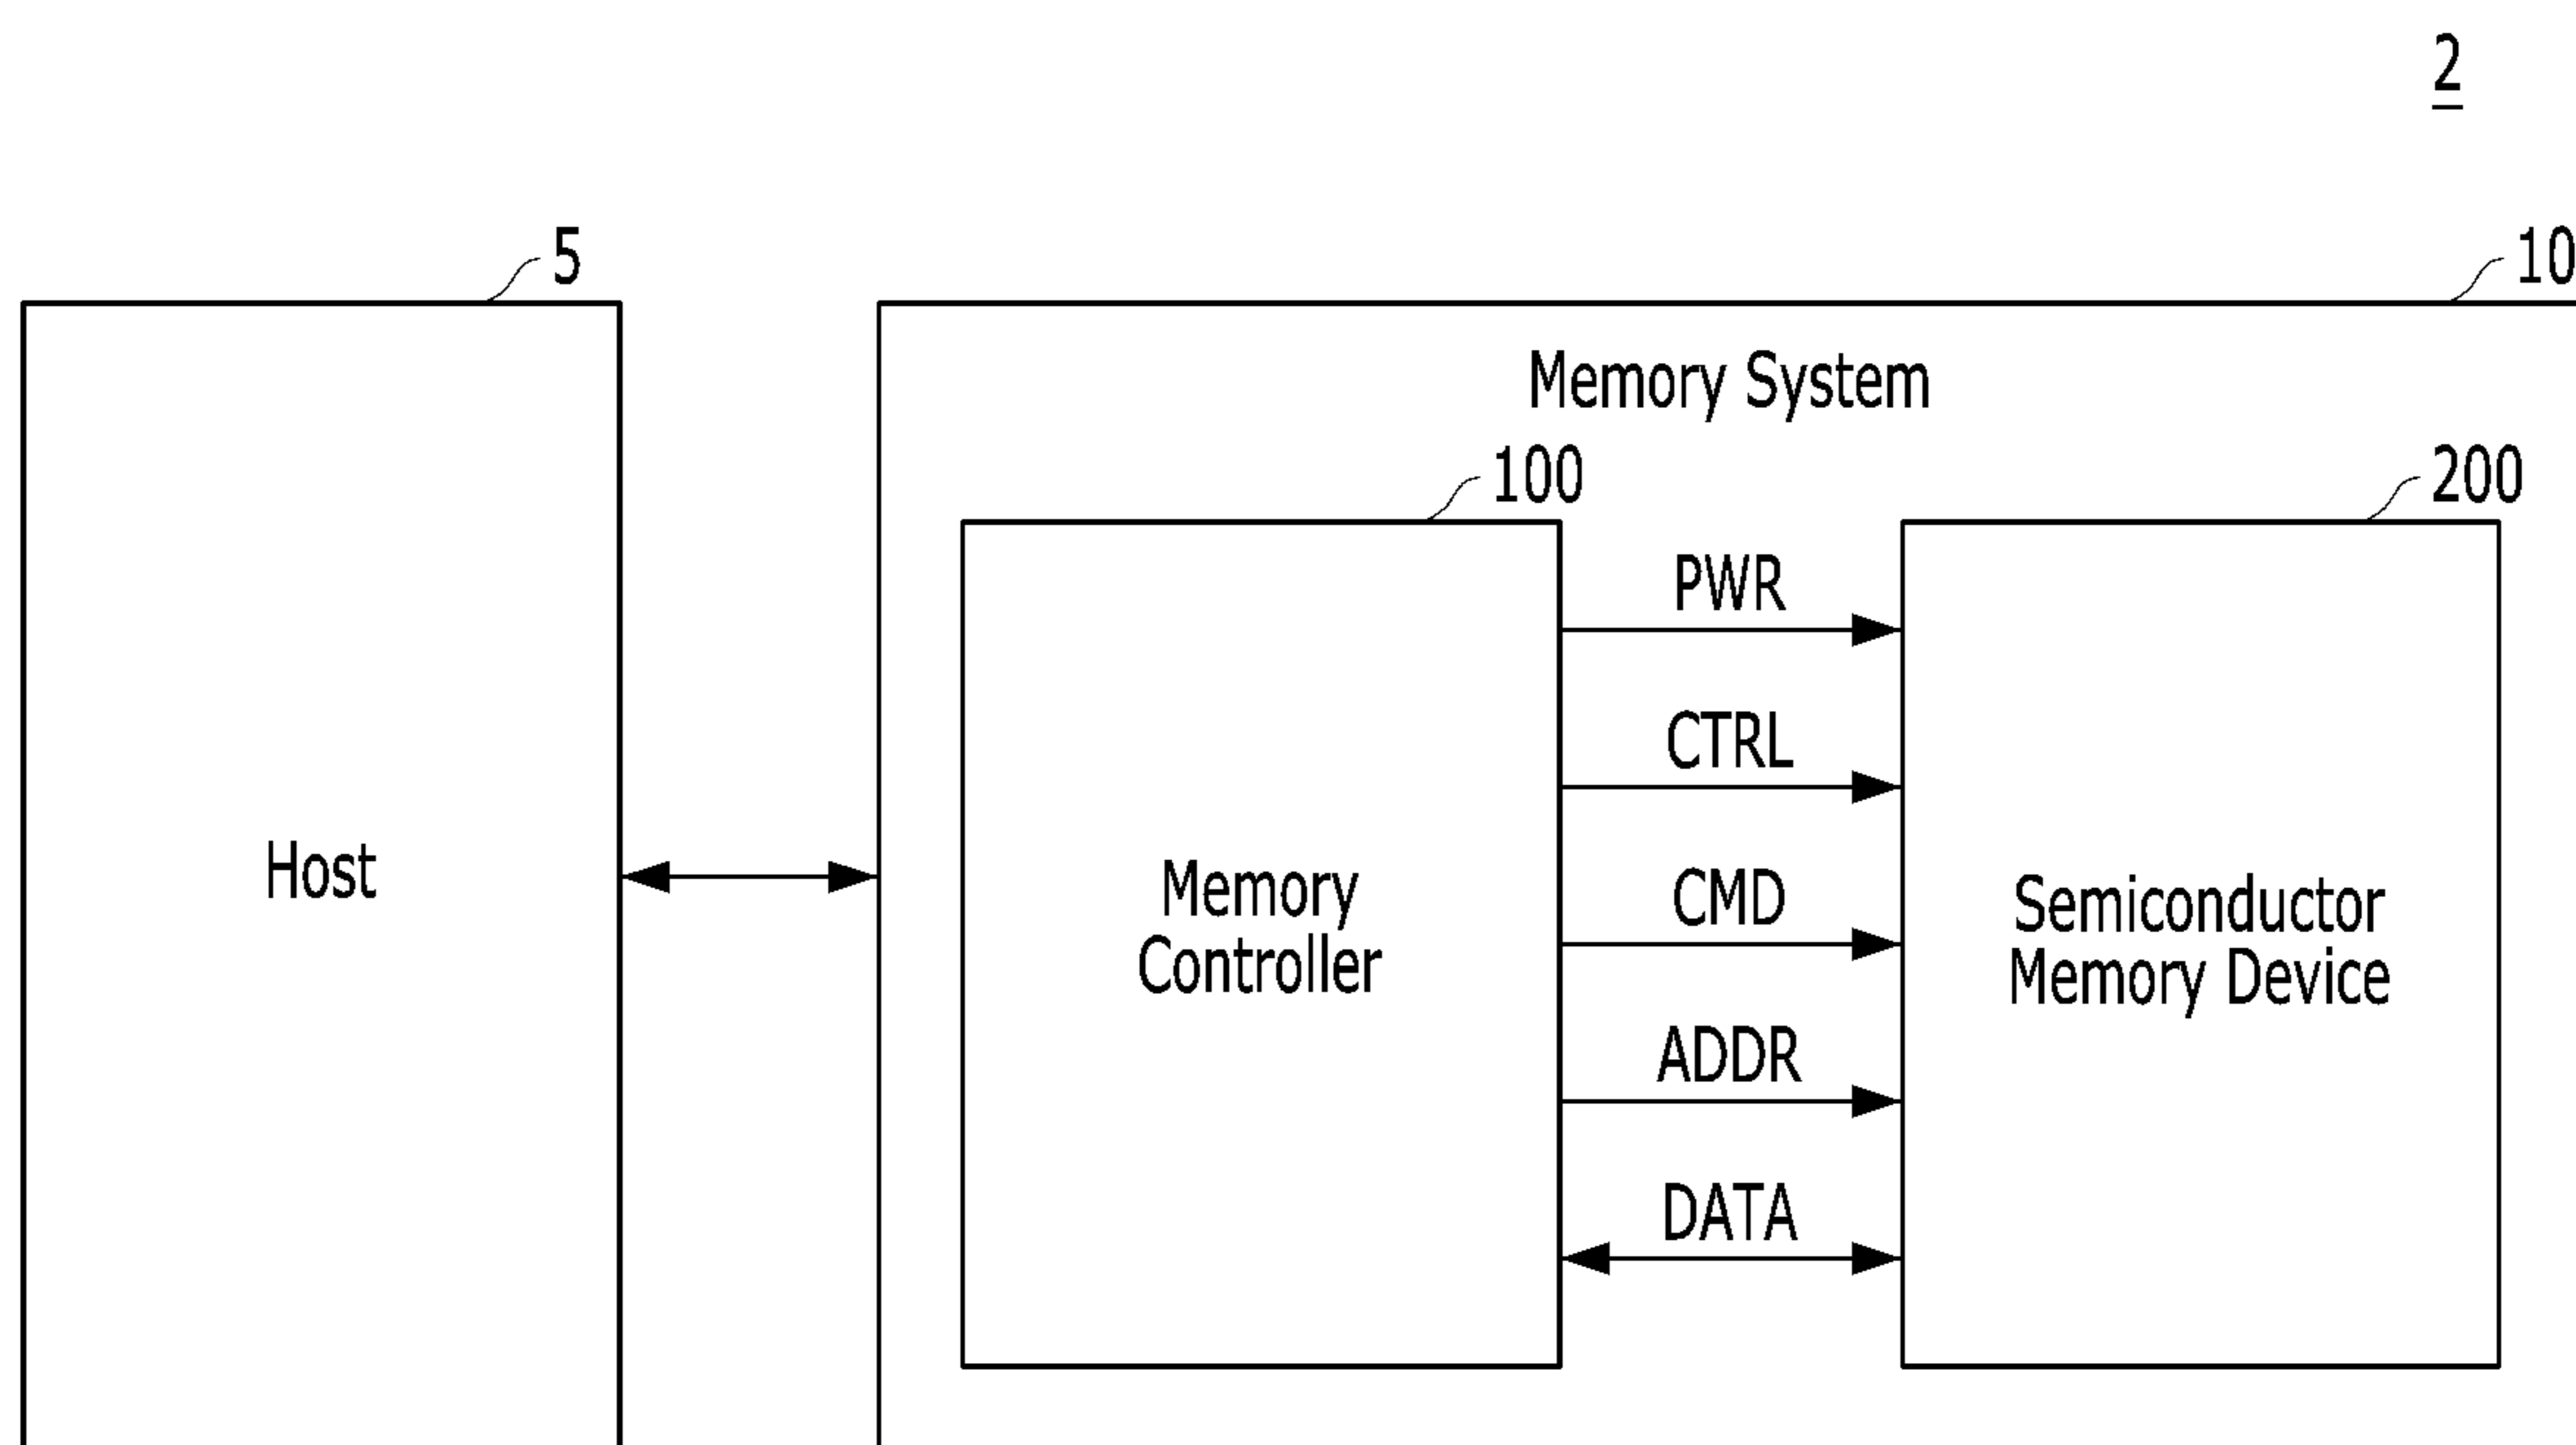 2
5
10
Memory System
100
200
PWR
CTRL
Host
CMD
Memory
Controller
Semiconductor
Memory Device
ADDR
DATA